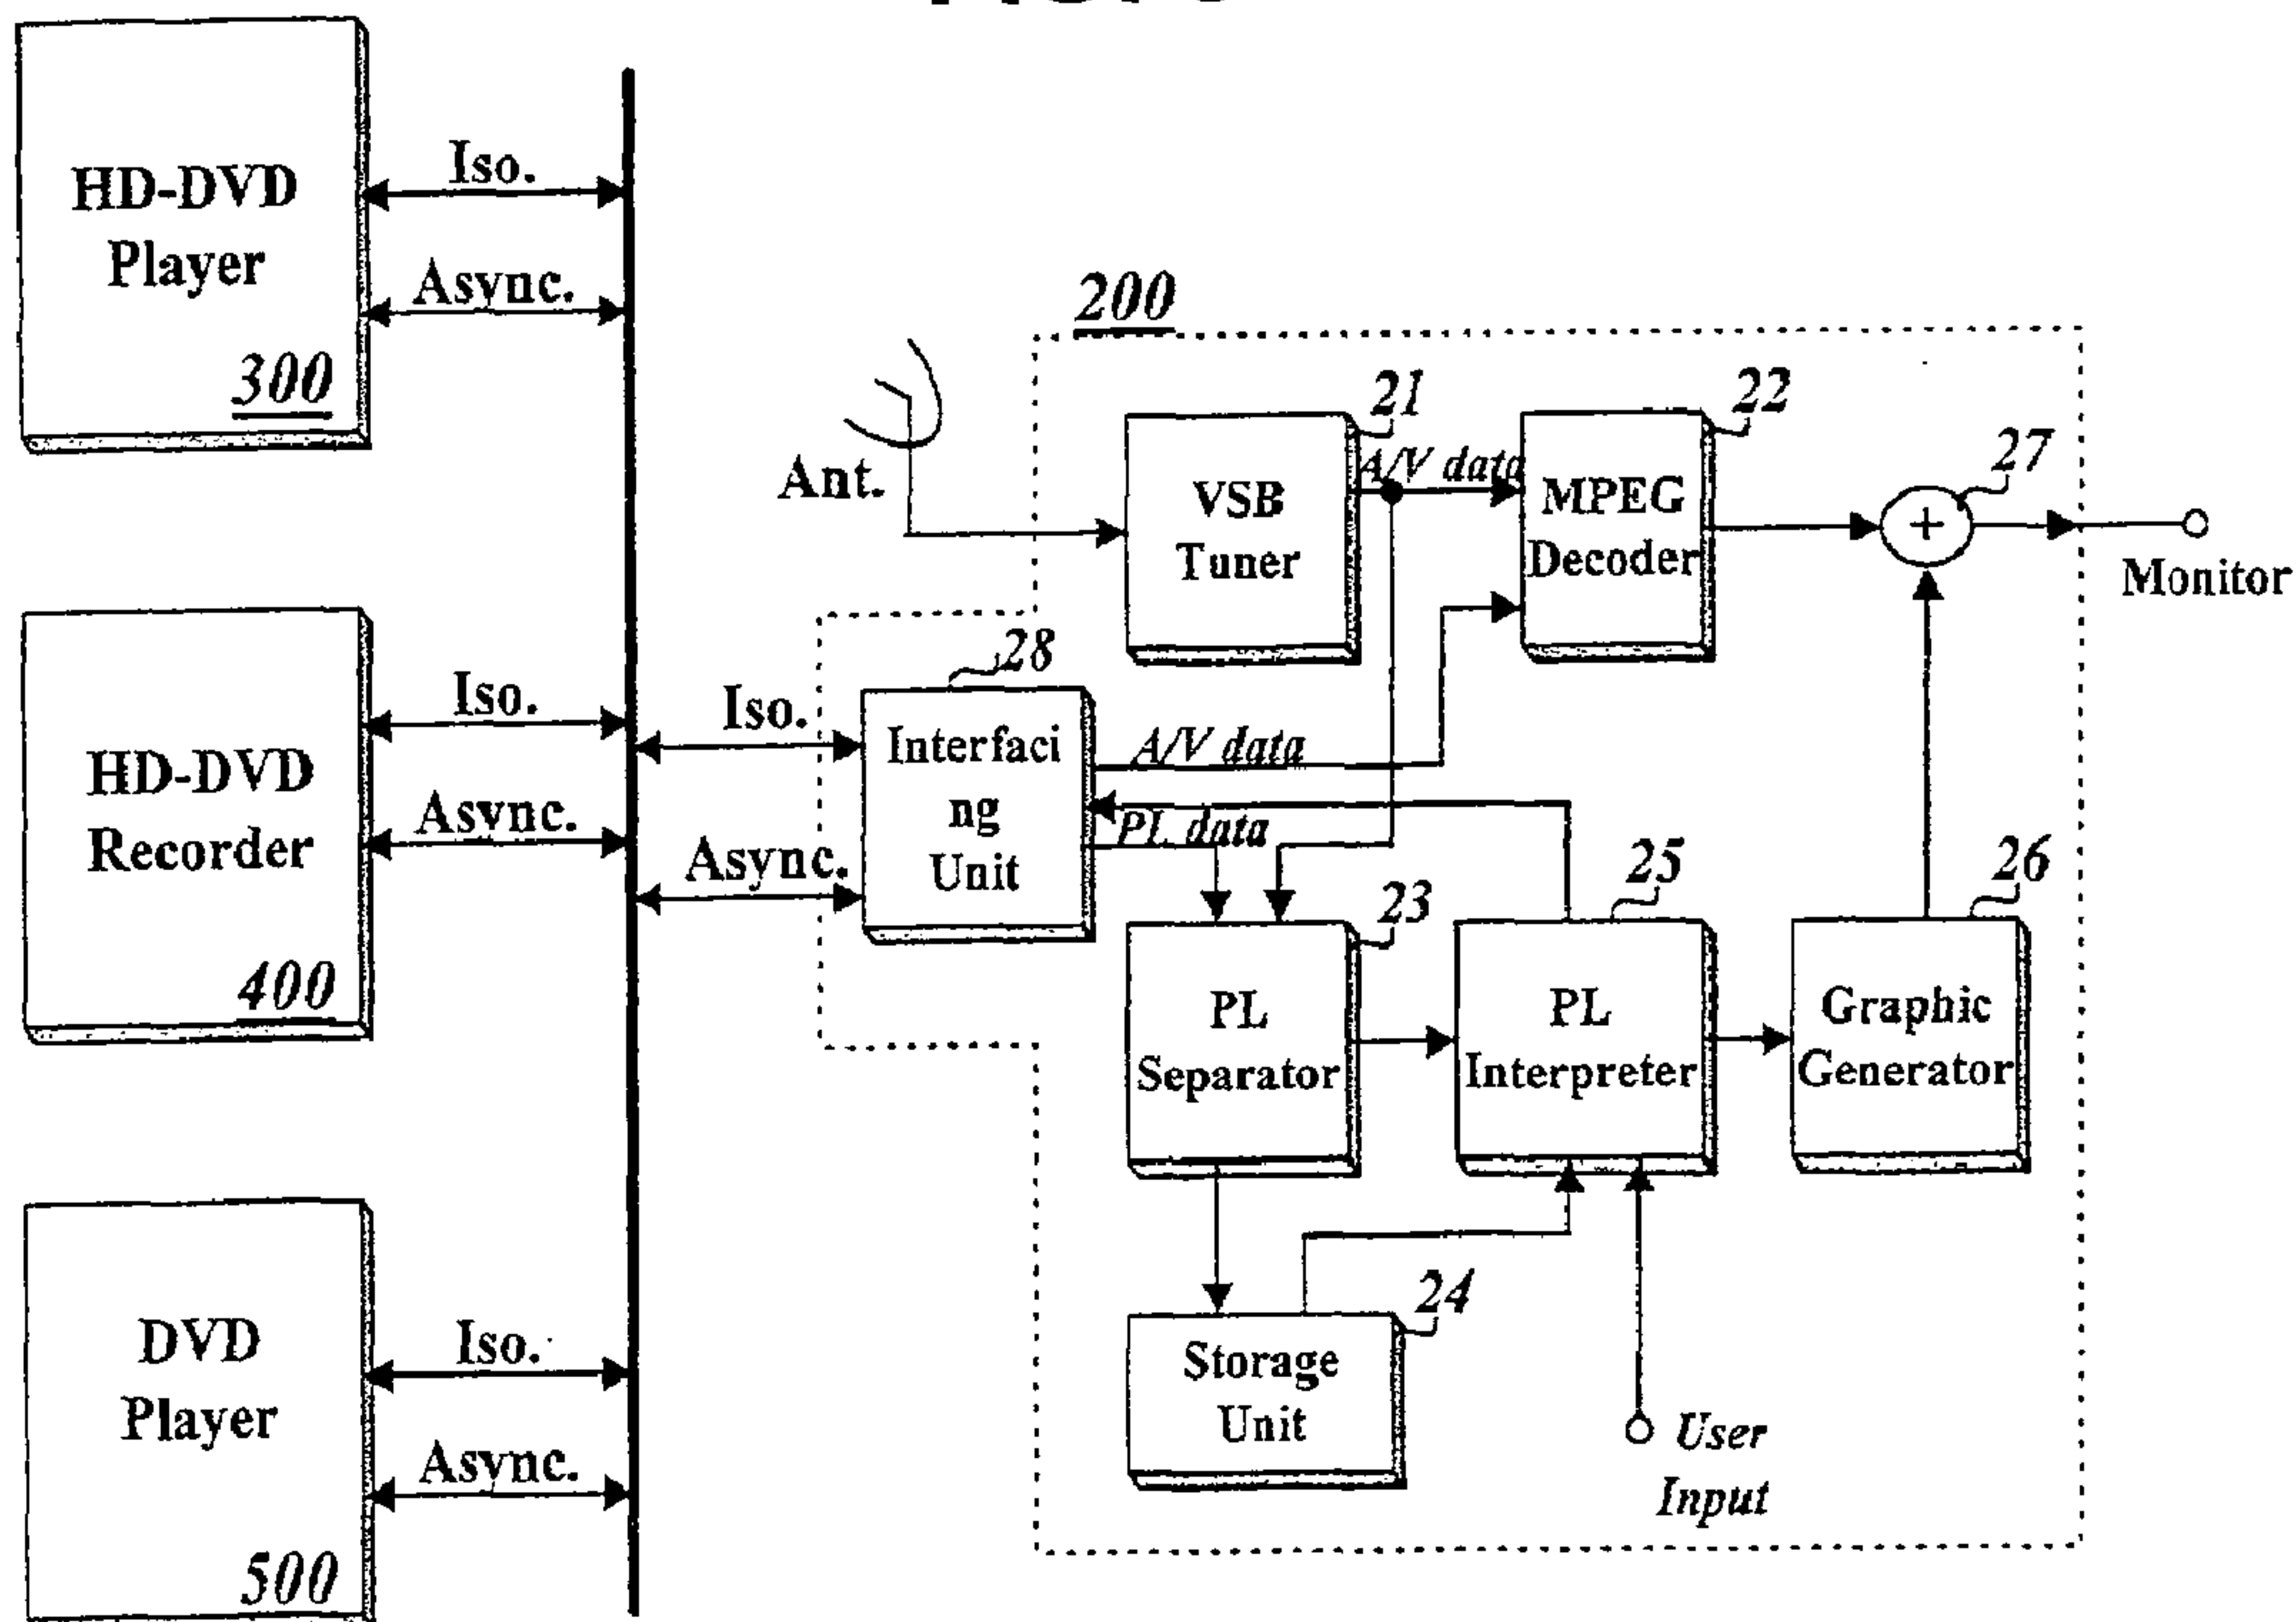 HD-DVD
Player
300
Iso.
Async.
HD-DVD
Recorder
400
Iso.
Async.
DVD
Player
500
Iso.
Async.
Iso.
Async.
Ant.
200
28
Interfaci
ng
Unit
A/V data
PL data
21
VSB
Tuner
A/V data
22
MPEG
Decoder
27
+
Monitor
23
PL
Separator
25
PL
Interpreter
26
Graphic
Generator
24
Storage
Unit
User
Input